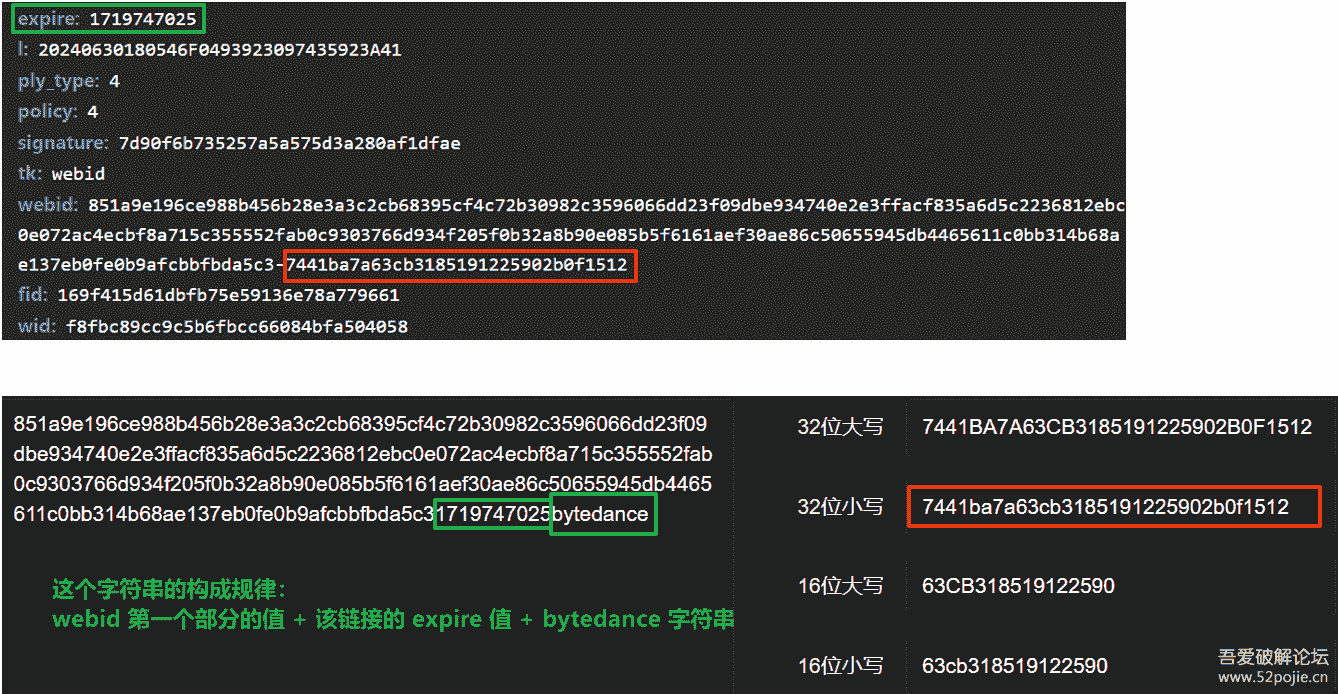 expire: 1719747025
l: 20240630180546F0493923097435923A41
ply_type: 4
policy: 4
signature: 7d90f6b735257a5a575d3a280af1dfae
tk: webid
webid: 851a9e196ce988b456b28e3a3c2cb68395cf4c72b30982c3596066dd23f09dbe934740e2e3ffacf835a6d5c2236812ebc
0e072ac4ecbf8a715c355552fab0c9303766d934f205f0b32a8b90e085b5f6161aef30ae86c50655945db4465611c0bb314b68a
e137eb0fe0b9afcbbfbda5c3-7441ba7a63cb3185191225902b0f1512
fid: 169f415d61dbfb75e59136e78a779661
wid: f8fbc89cc9c5b6fbcc66084bfa504058
851a9e196ce988b456b28e3a3c2cb68395cf4c72b30982c3596066dd23f09
dbe934740e2e3ffacf835a6d5c2236812ebc0e072ac4ecbf8a715c355552fab
0c9303766d934f205f0b32a8b90e085b5f6161aef30ae86c50655945db4465
611c0bb314b68ae137eb0fe0b9afcbbfbda5c31719747025bytedance
这个字符串的构成规律：
webid 第一个部分的值 + 该链接的 expire 值 + bytedance 字符串
32位大写 7441BA7A63CB3185191225902B0F1512
32位小写 7441ba7a63cb3185191225902b0f1512
16位大写 63CB318519122590
16位小写 63cb318519122590
吾爱破解论坛
www.52pojie.cn